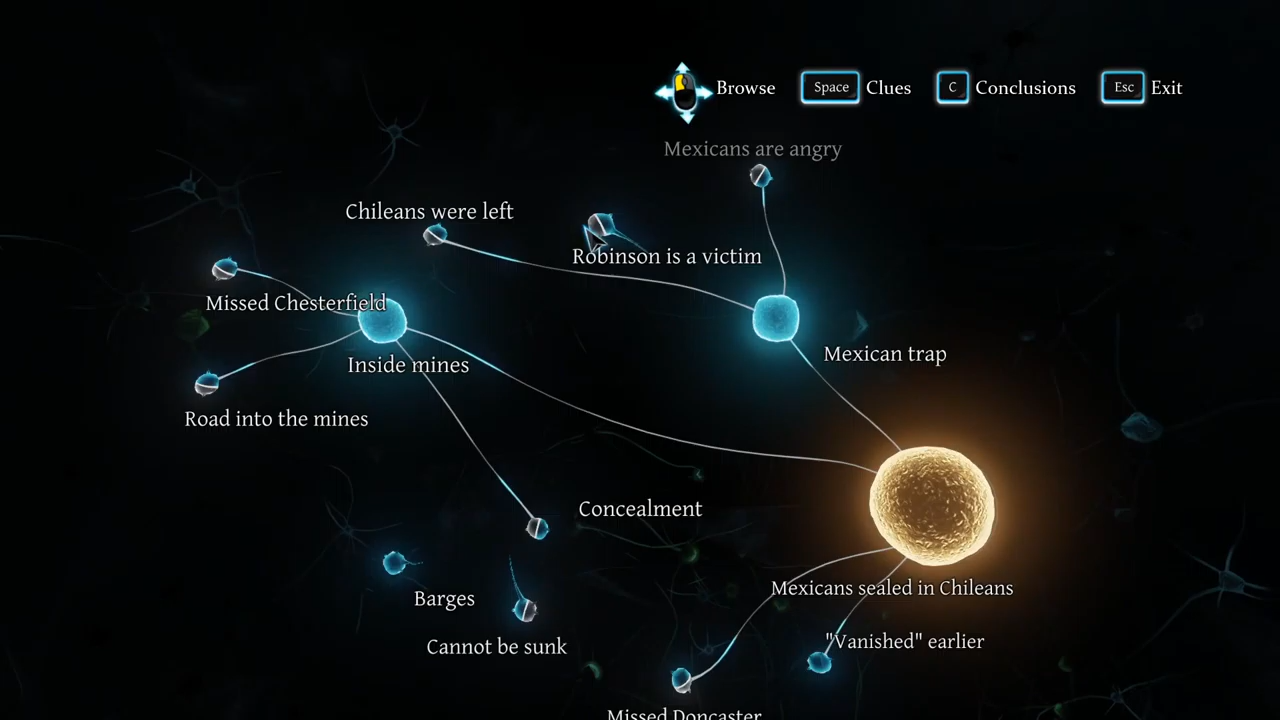 Browse
Space
Clues
C
Conclusions
Esc
Exit
Mexicans are angry
Chileans were left
Robinson is a victim
Missed Chesterfield
Mexican trap
Inside mines
Road into the mines
Concealment
Mexicans sealed in Chileans
Barges
"Vanished" earlier
Cannot be sunk
Missed Doncaster